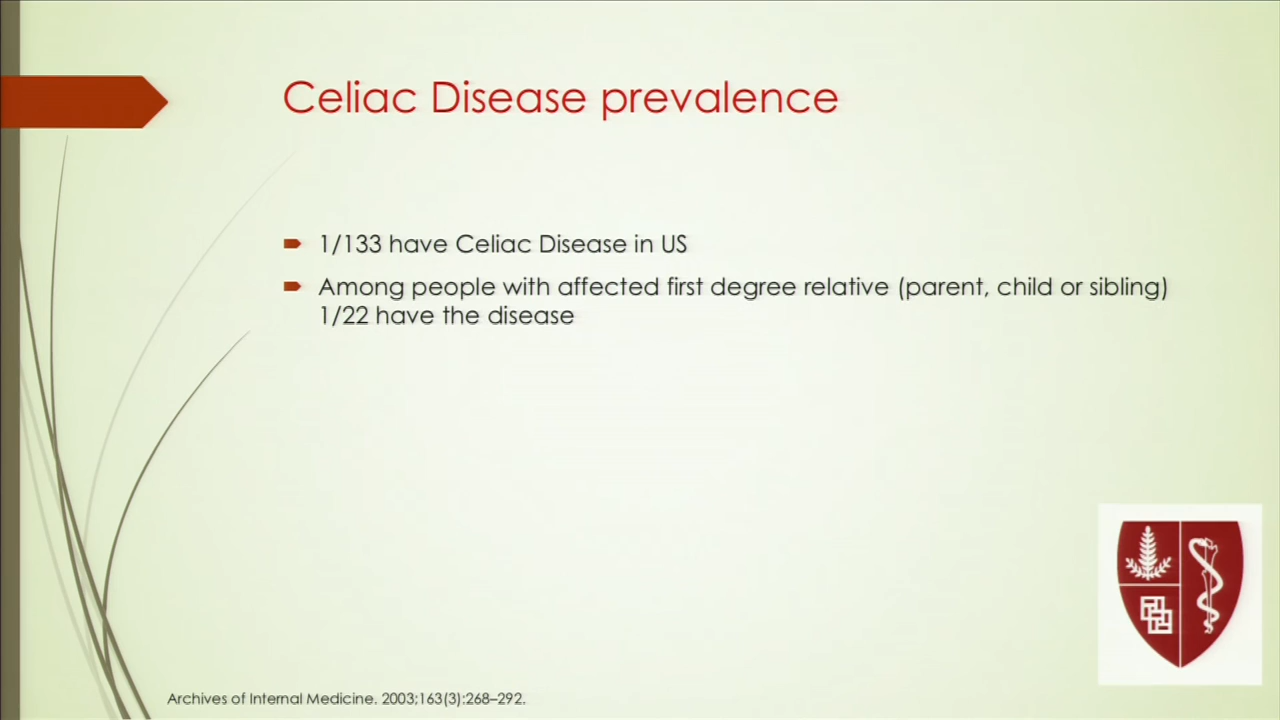 Celiac Disease prevalence
1/133 have Celiac Disease in US
Among people with affected first degree relative (parent, child or sibling)
1/22 have the disease
Archives of Internal Medicine. 2003;163(3):268–292.